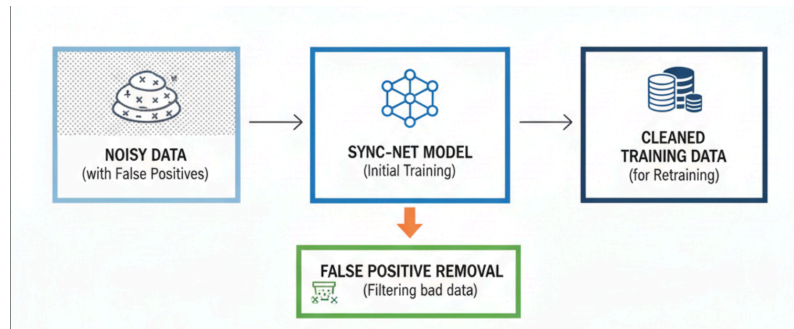 NOISY DATA
(with False Positives)
SYNC-NET MODEL
(Initial Training)
CLEANED
TRAINING DATA
(for Retraining)
FALSE POSITIVE REMOVAL
(Filtering bad data)